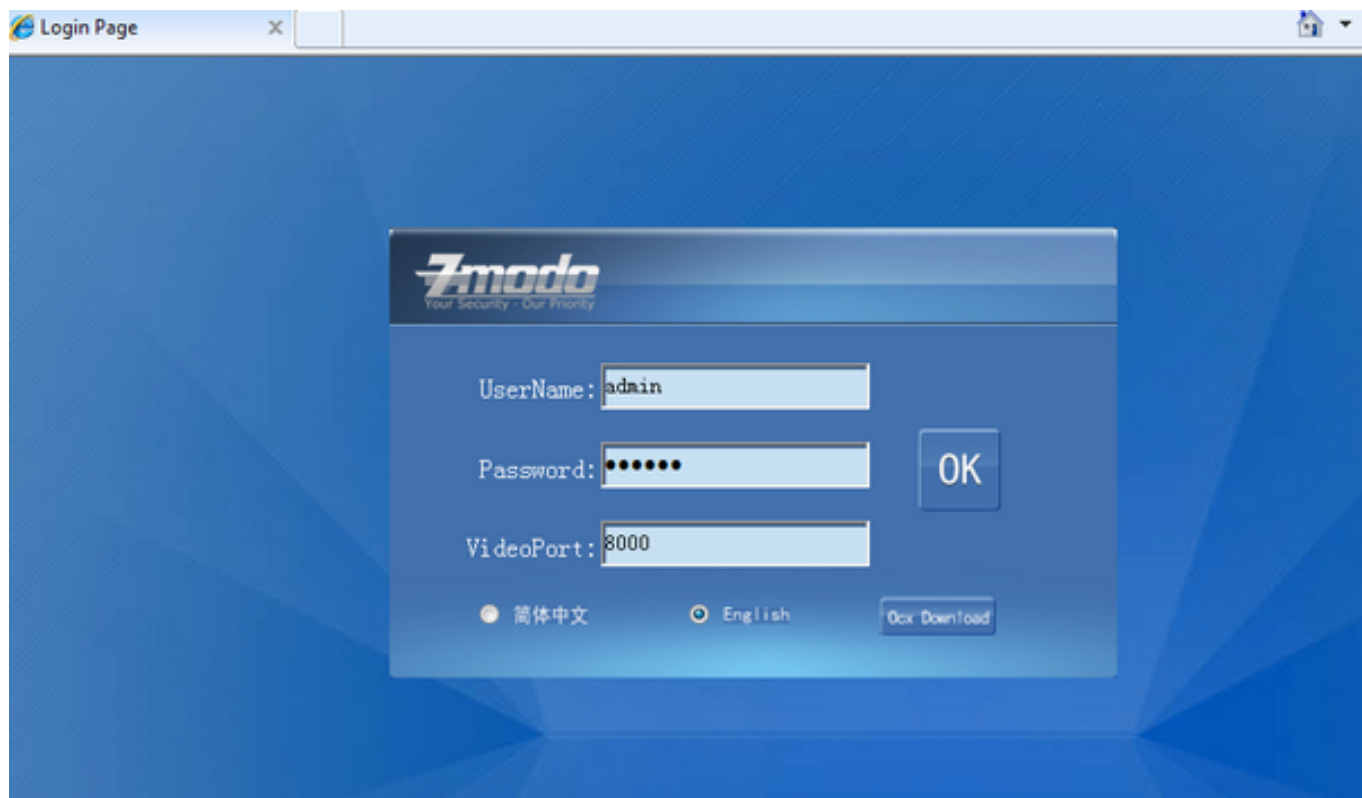 Login Page
Zmodo
Your Security - Our Priority
UserName: admin
Password: ••••••
OK
VideoPort: 8000
简体中文
English
Ocx Download